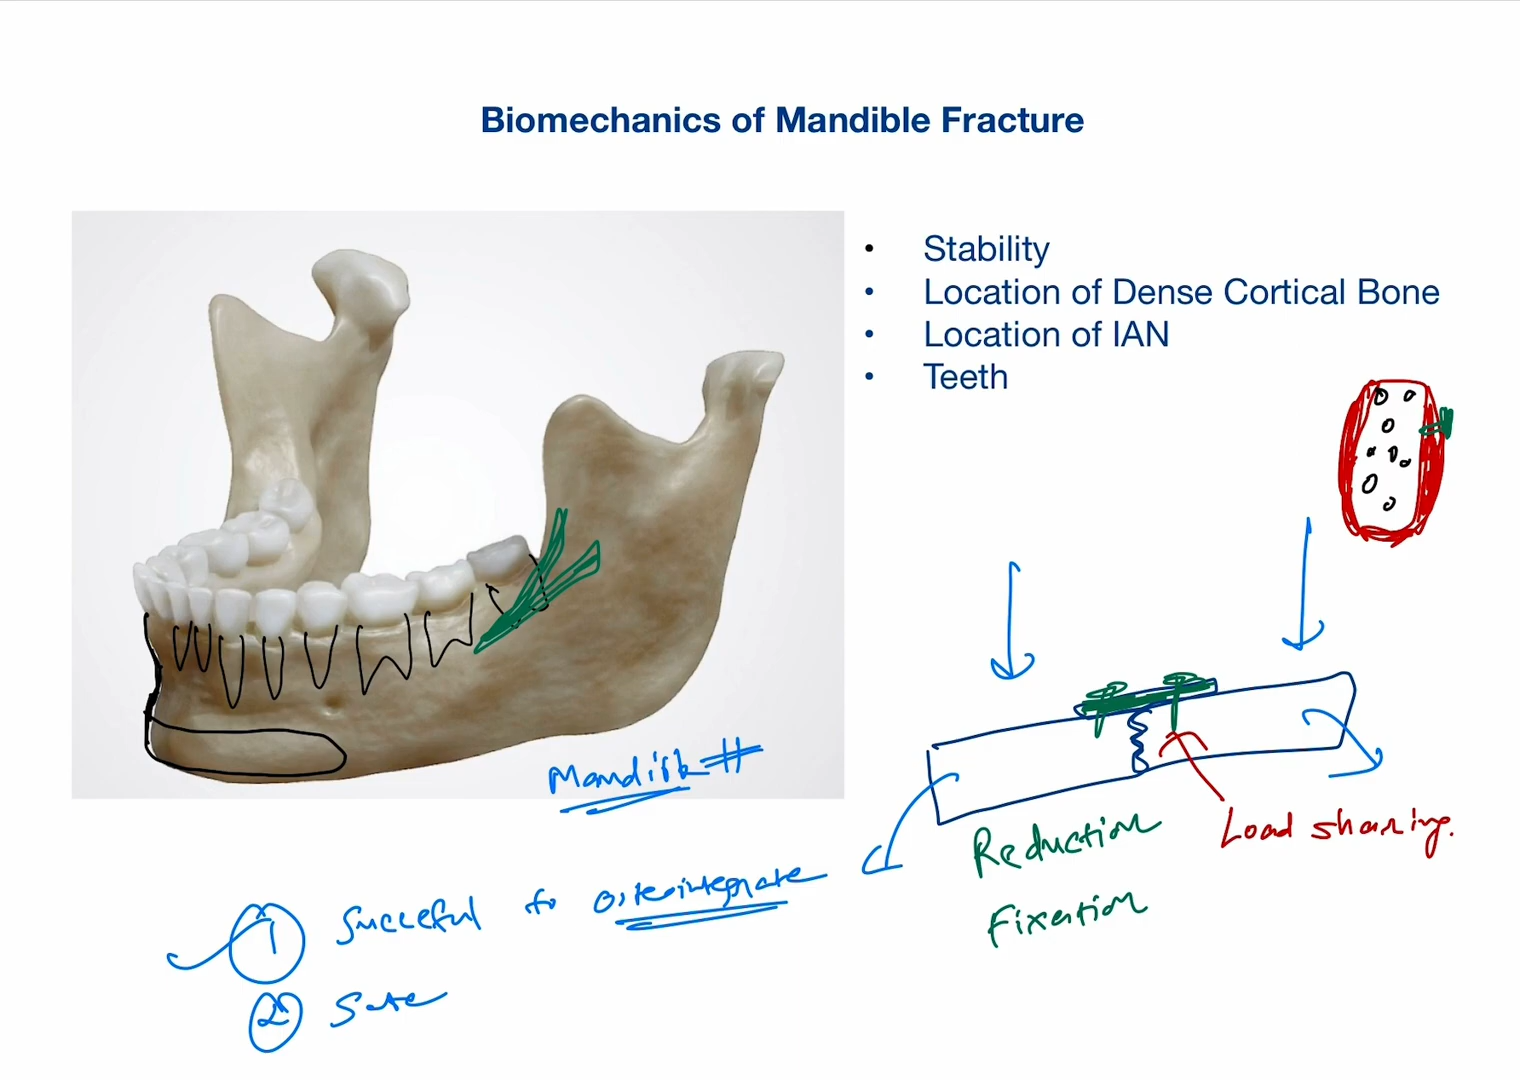 Biomechanics of Mandible Fracture
• Stability
• Location of Dense Cortical Bone
• Location of IAN
• Teeth
Mandible #
Load sharing.
Reduction
Fixation
① Succeful to osteointegrate
② Safe